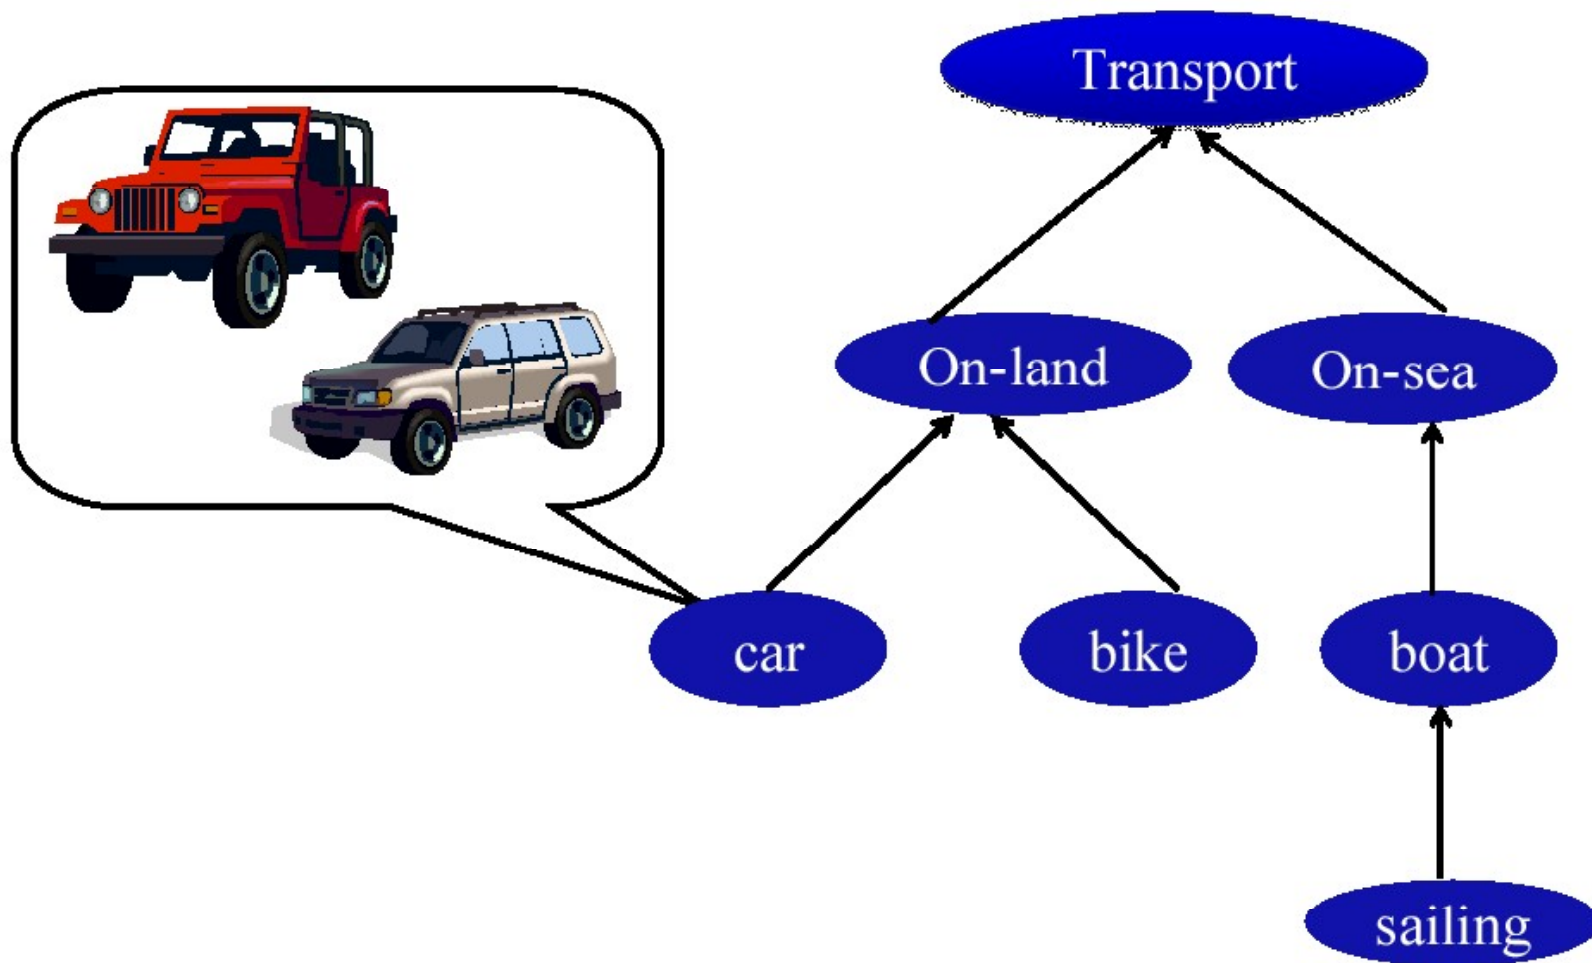 Transport
On-land
On-sea
car
bike
boat
sailing